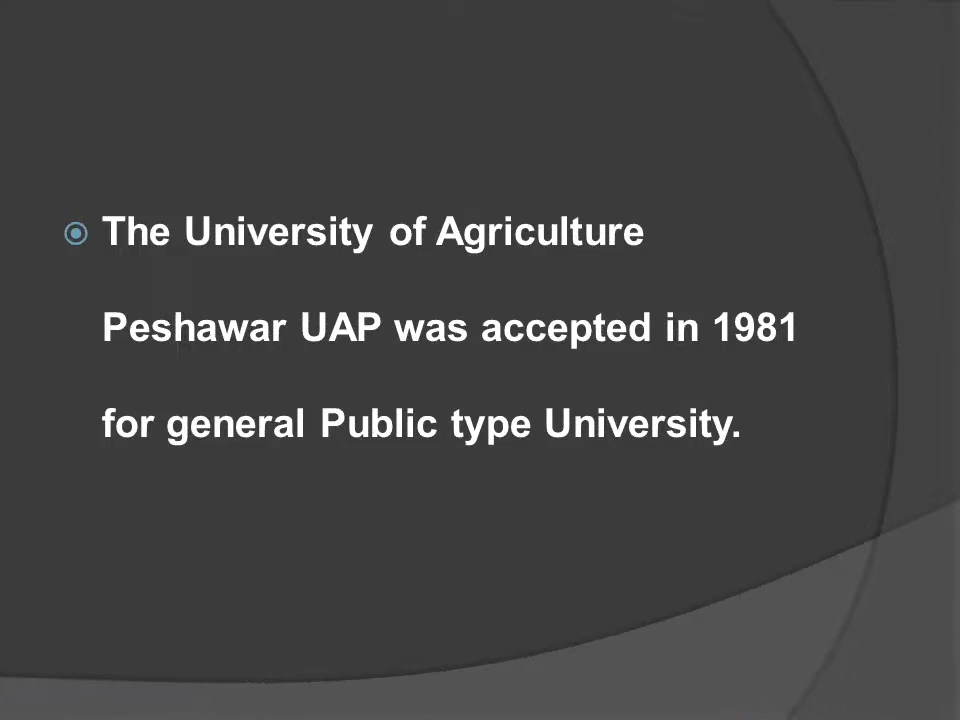 The University of Agriculture
Peshawar UAP was accepted in 1981
for general Public type University.